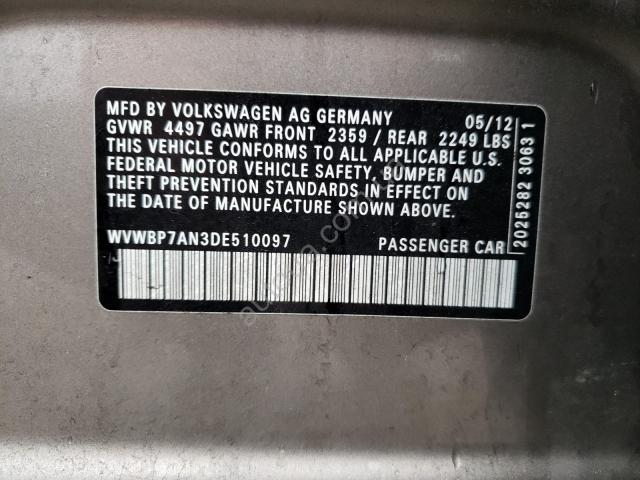 MFD BY VOLKSWAGEN AG GERMANY 05/12
GVWR 4497 GAWR FRONT 2359 / REAR 2249 LBS
THIS VEHICLE CONFORMS TO ALL APPLICABLE U.S.
FEDERAL MOTOR VEHICLE SAFETY, BUMPER AND
THEFT PREVENTION STANDARDS IN EFFECT ON
THE DATE OF MANUFACTURE SHOWN ABOVE.
WVWBP7AN3DE510097 PASSENGER CAR
2025282 30631